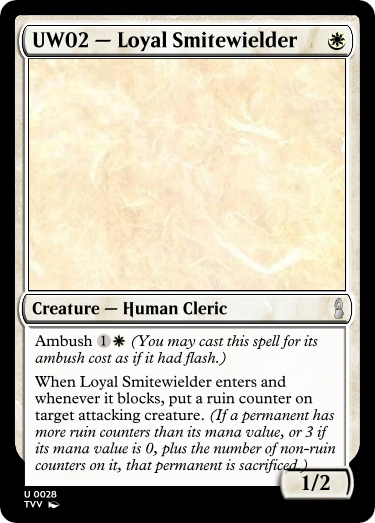 UW02 — Loyal Smitewielder
Creature — Human Cleric
Ambush 1 (You may cast this spell for its
ambush cost as if it had flash.)
When Loyal Smitewielder enters and
whenever it blocks, put a ruin counter on
target attacking creature. (If a permanent has
more ruin counters than its mana value, or 3 if
its mana value is 0, plus the number of non-ruin
counters on it, that permanent is sacrificed.)
1/2
U 0028
TVV